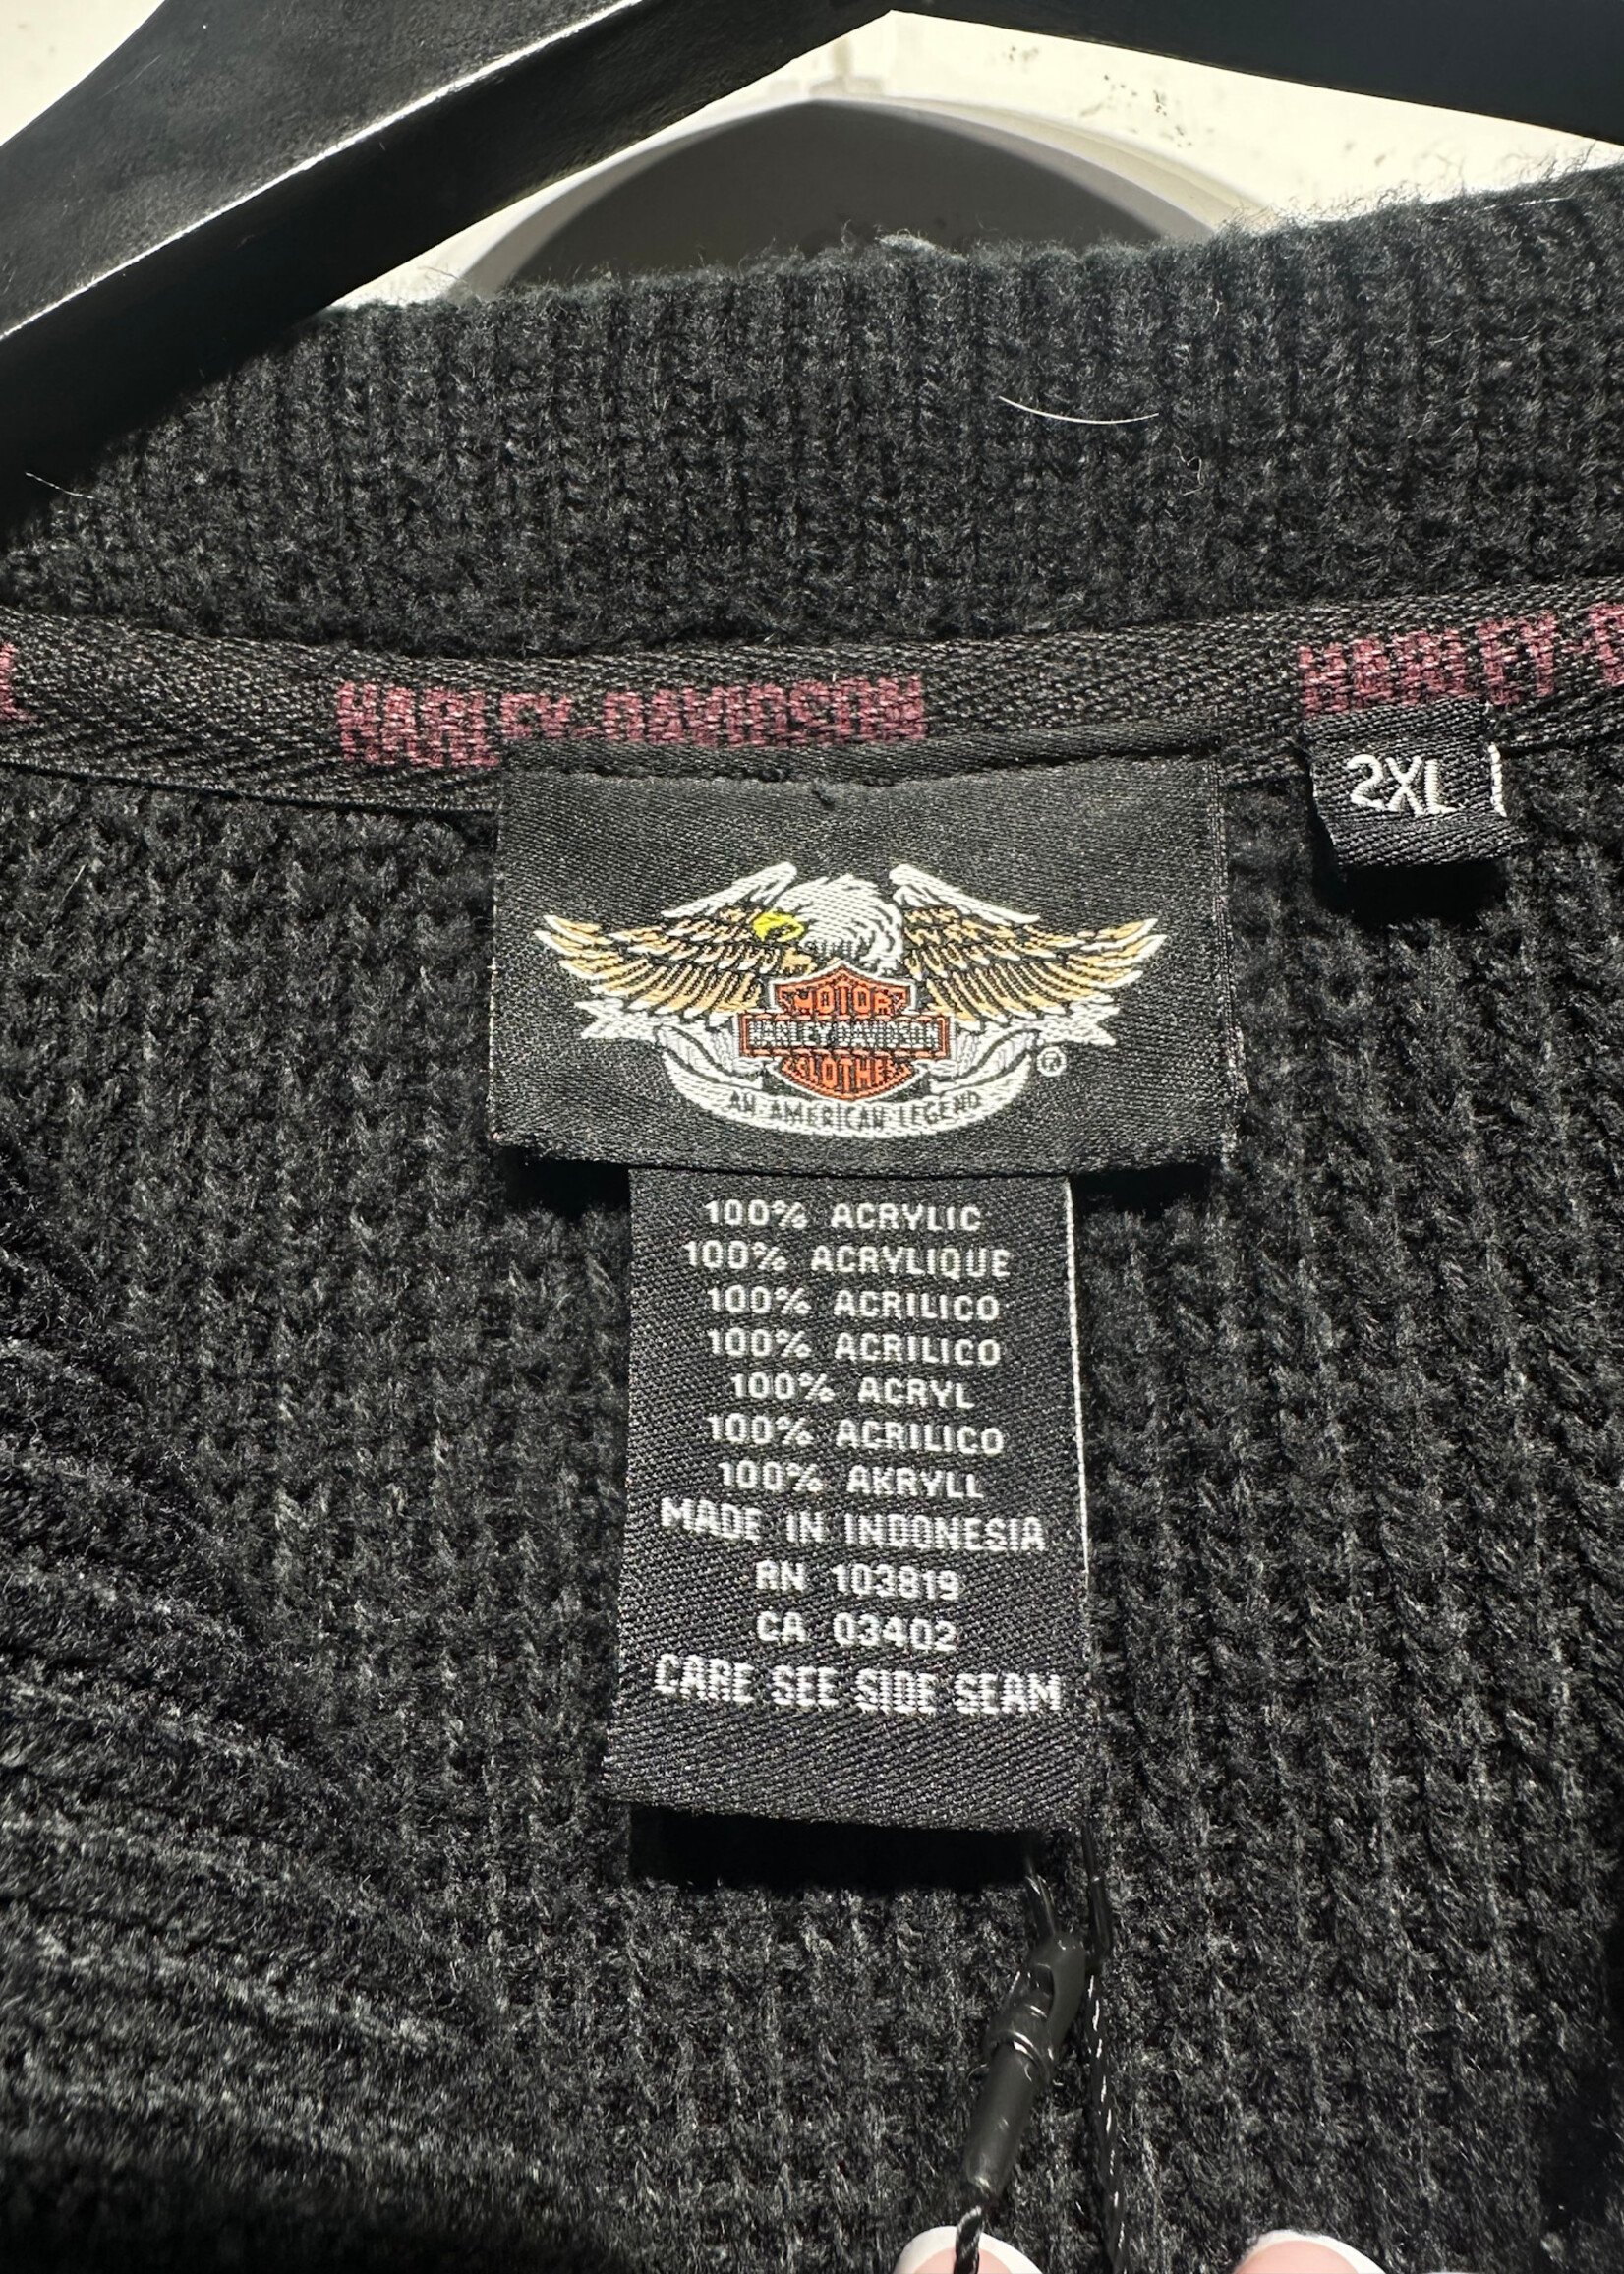 HARLEY-DAVIDSON
HARLEY-
2XL
MOTOR
HARLEY-DAVIDSON
CLOTHES
®
AN AMERICAN LEGEND
100% ACRYLIC
100% ACRYLIQUE
100% ACRILICO
100% ACRILICO
100% ACRYL
100% ACRILICO
100% AKRYLL
MADE IN INDONESIA
RN 103819
CA 03402
CARE SEE SIDE SEAM